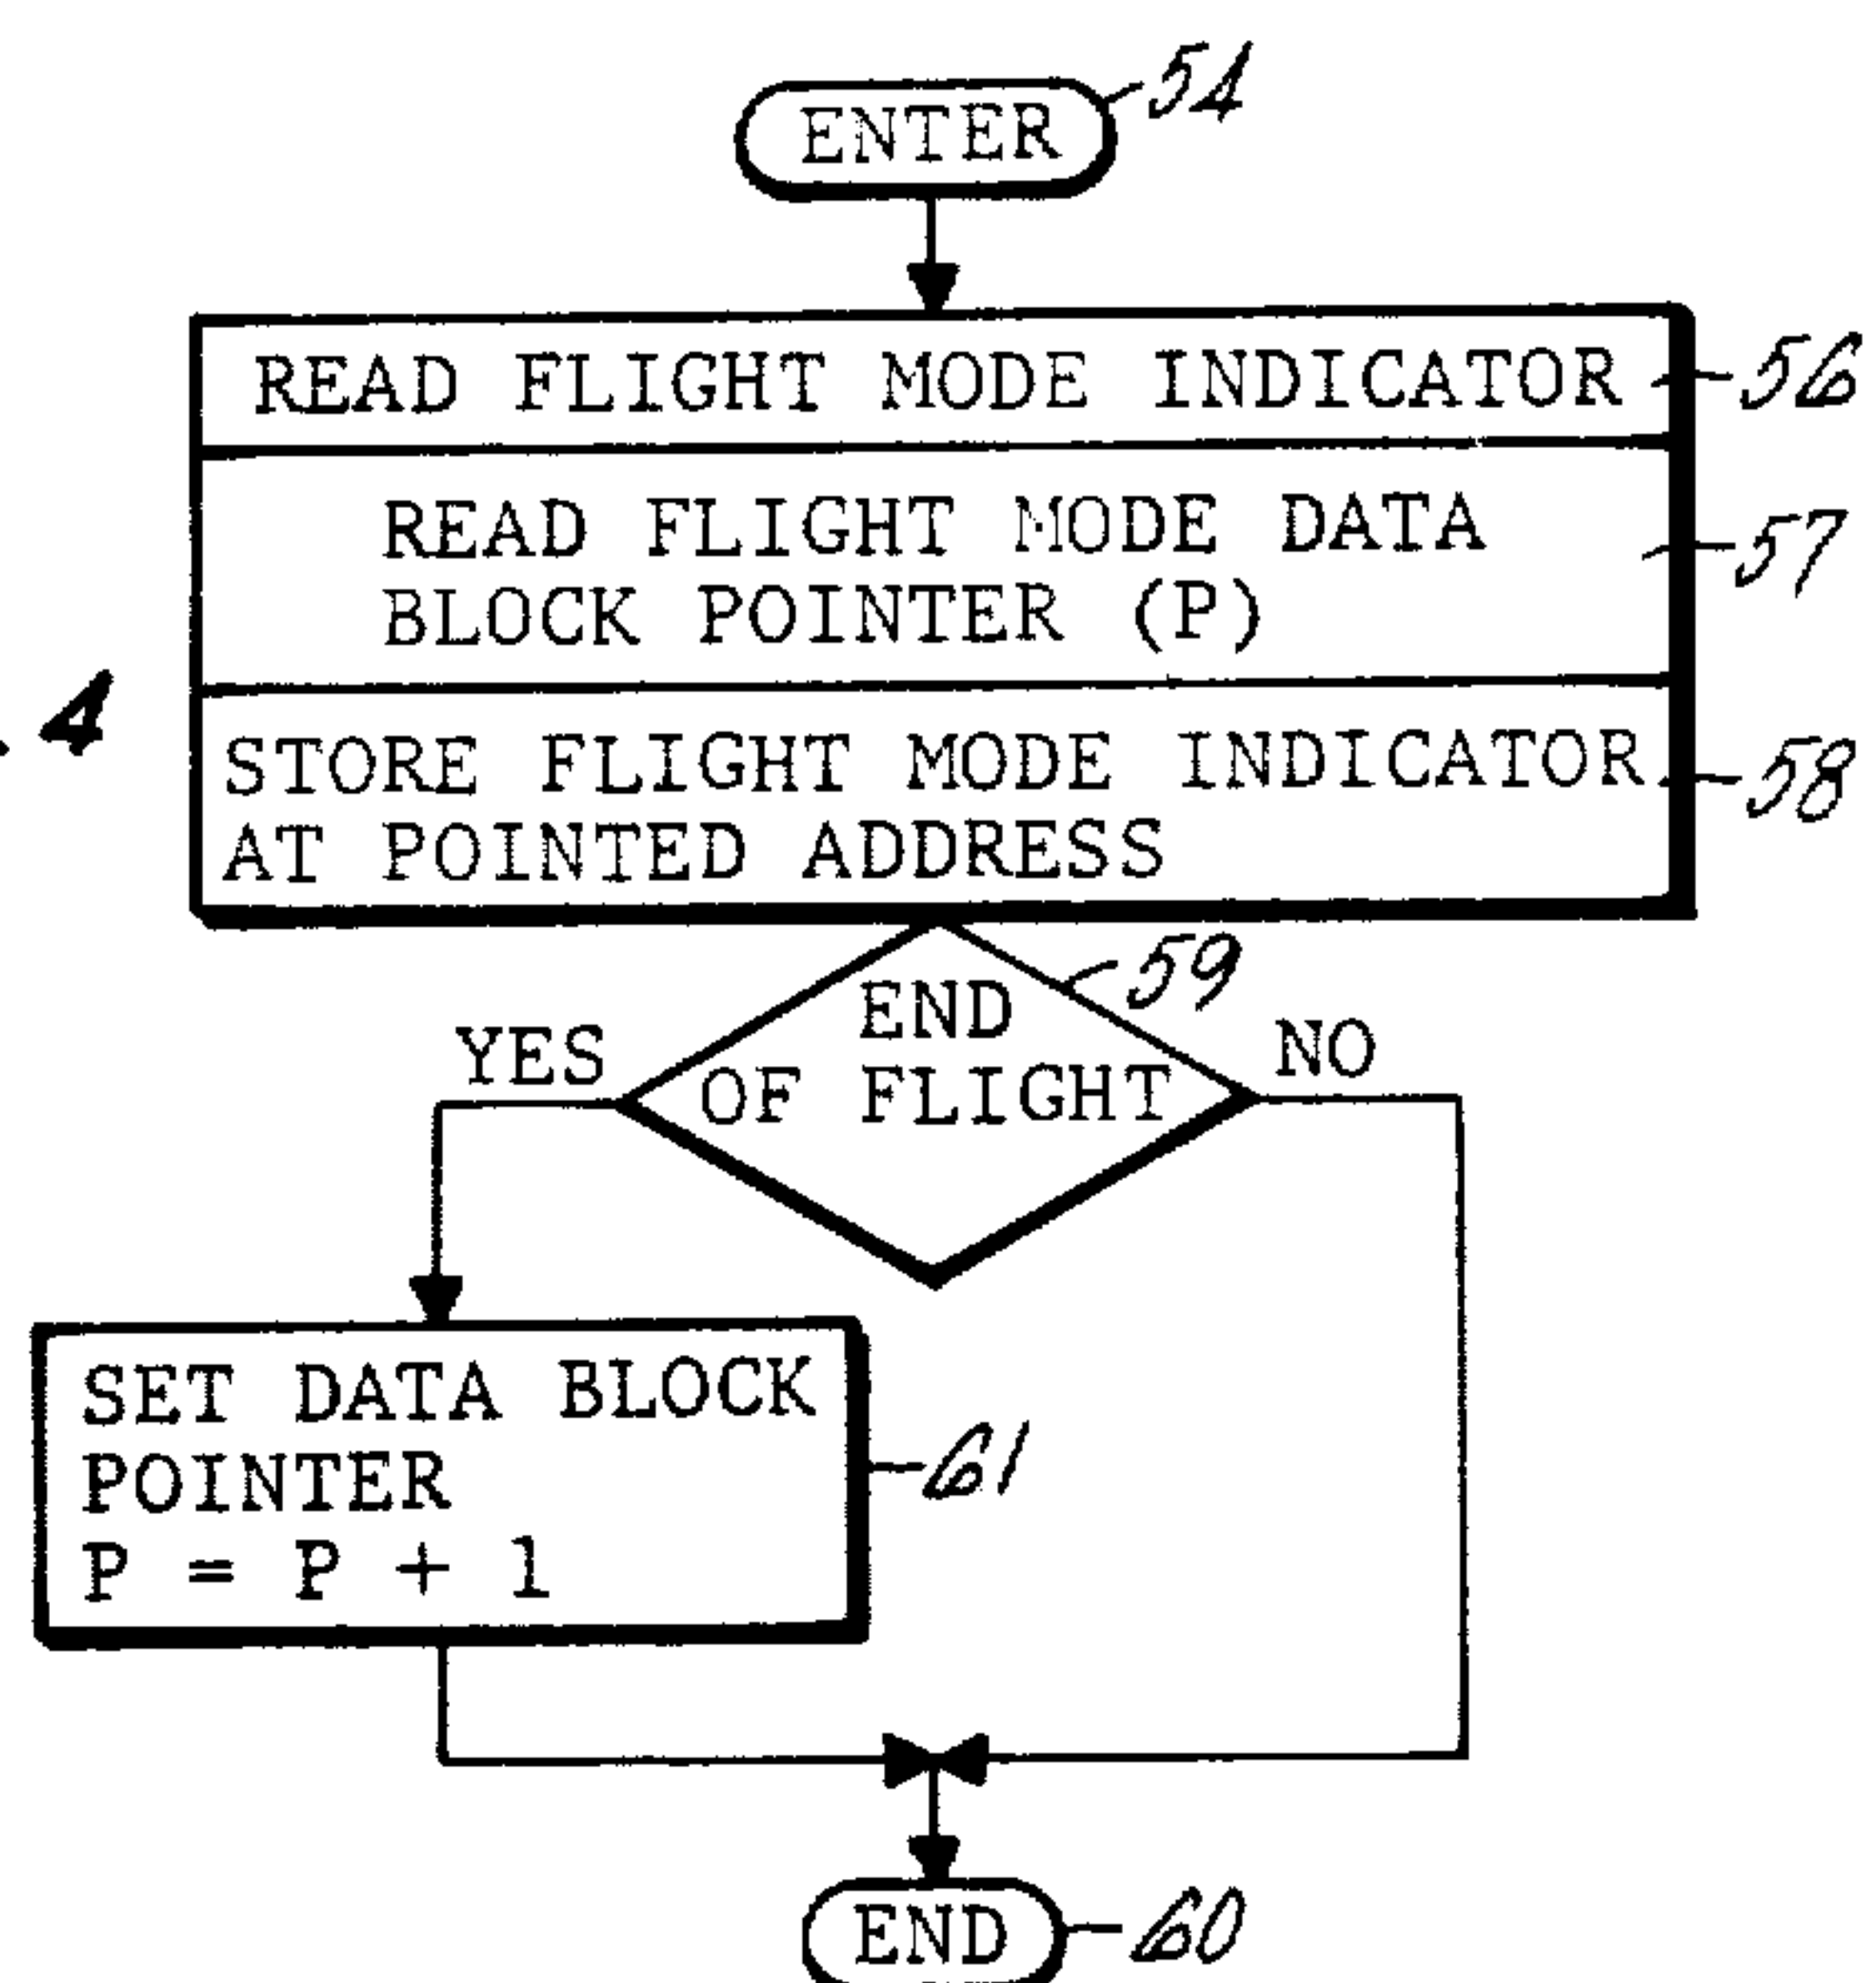 ENTER 54
READ FLIGHT MODE INDICATOR 56
READ FLIGHT MODE DATA 57
BLOCK POINTER (P)
4
STORE FLIGHT MODE INDICATOR 58
AT POINTED ADDRESS
59
END
YES NO
OF FLIGHT
SET DATA BLOCK
POINTER 61
P = P + 1
END 60